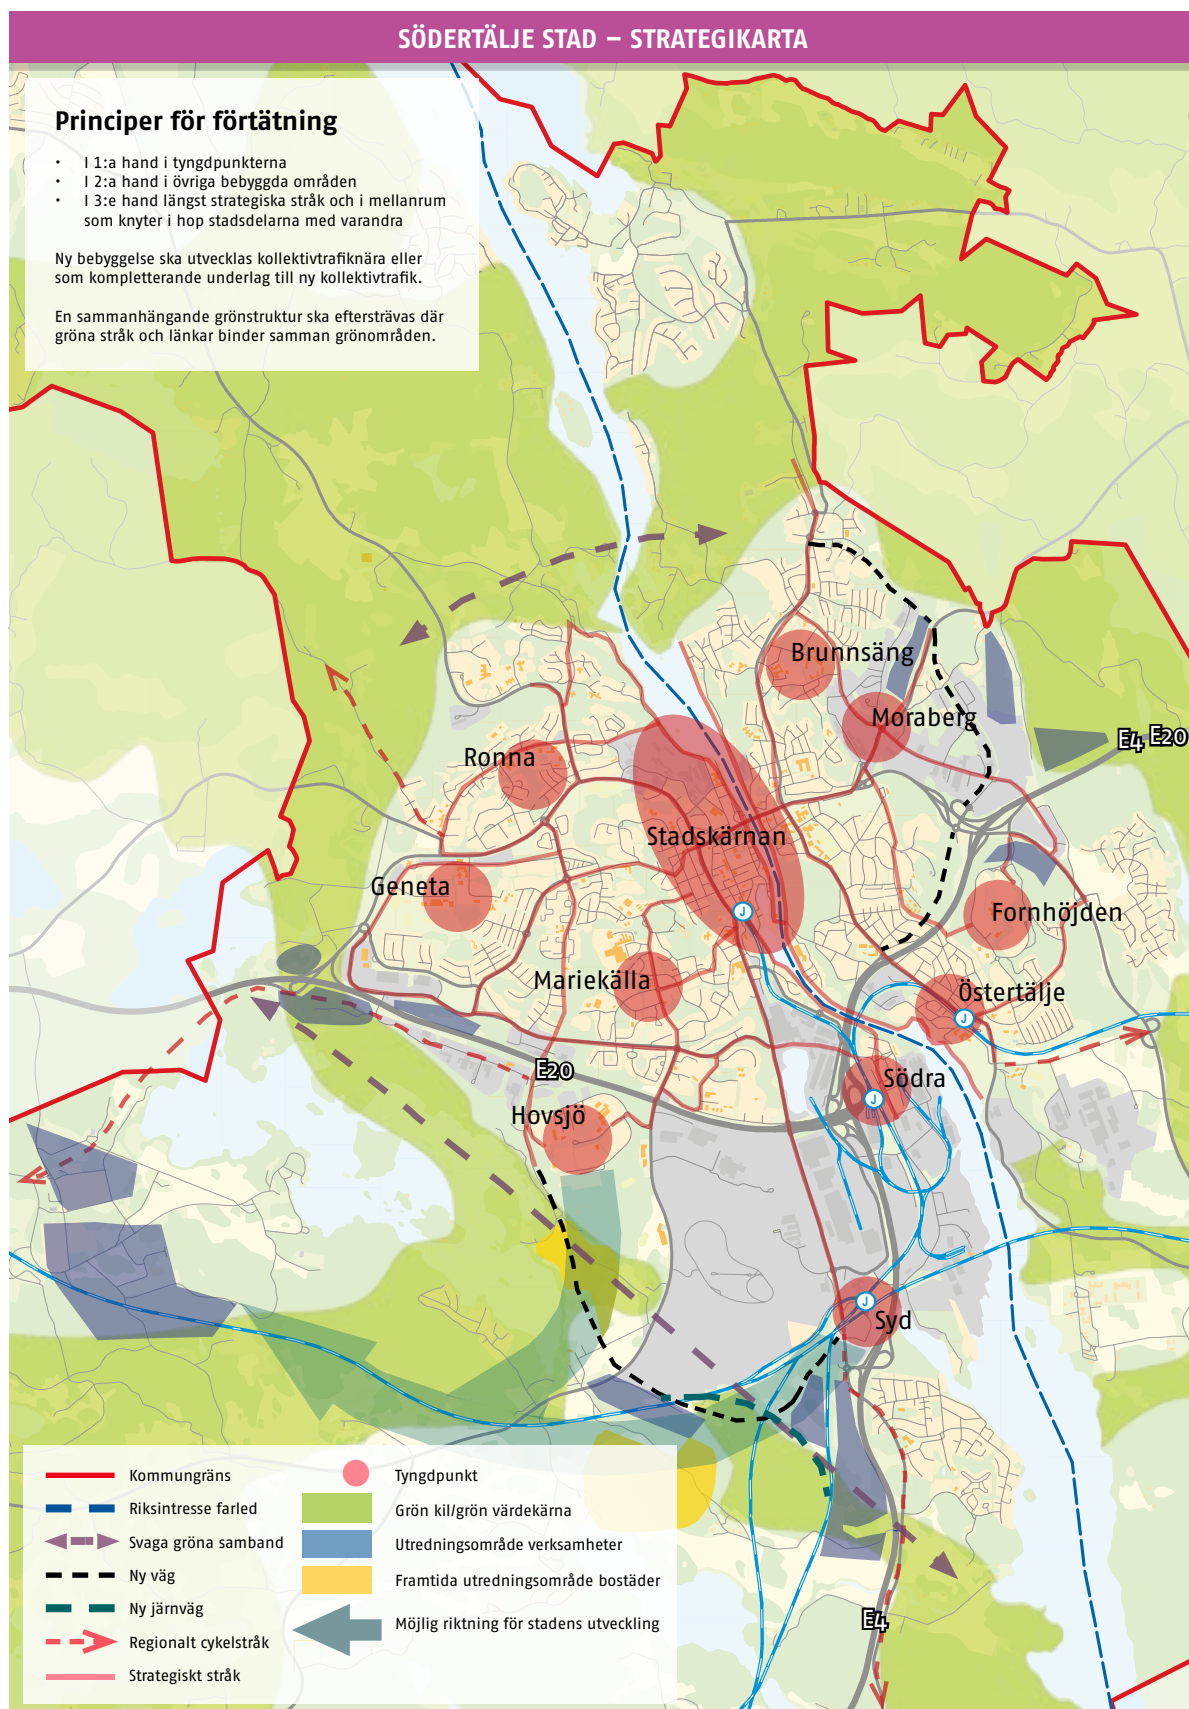 SÖDERTÄLJE STAD – STRATEGIKARTA
Principer för förtätning
• I 1:a hand i tyngdpunkterna
• I 2:a hand i övriga bebyggda områden
• I 3:e hand längst strategiska stråk och i mellanrum
som knyter i hop stadsdelarna med varandra
Ny bebyggelse ska utvecklas kollektivtrafiknära eller
som kompletterande underlag till ny kollektivtrafik.
En sammanhängande grönstruktur ska eftersträvas där
gröna stråk och länkar binder samman grönområden.
Brunnsäng
Moraberg
E4 E20
Ronna
Stadskärnan
Geneta
J
Fornhöjden
Mariekälla
Östertälje
J
E20
Södra
J
Hovsjö
J
Syd
E4
Kommungräns
Riksintresse farled
Svaga gröna samband
Ny väg
Ny järnväg
Regionalt cykelstråk
Strategiskt stråk
Tyngdpunkt
Grön kil/grön värdekärna
Utredningsområde verksamheter
Framtida utredningsområde bostäder
Möjlig riktning för stadens utveckling